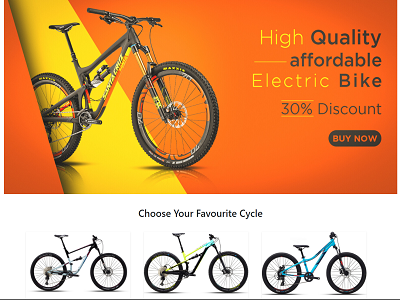 High Quality
affordable
Electric Bike
30% Discount
BUY NOW
Choose Your Favourite Cycle